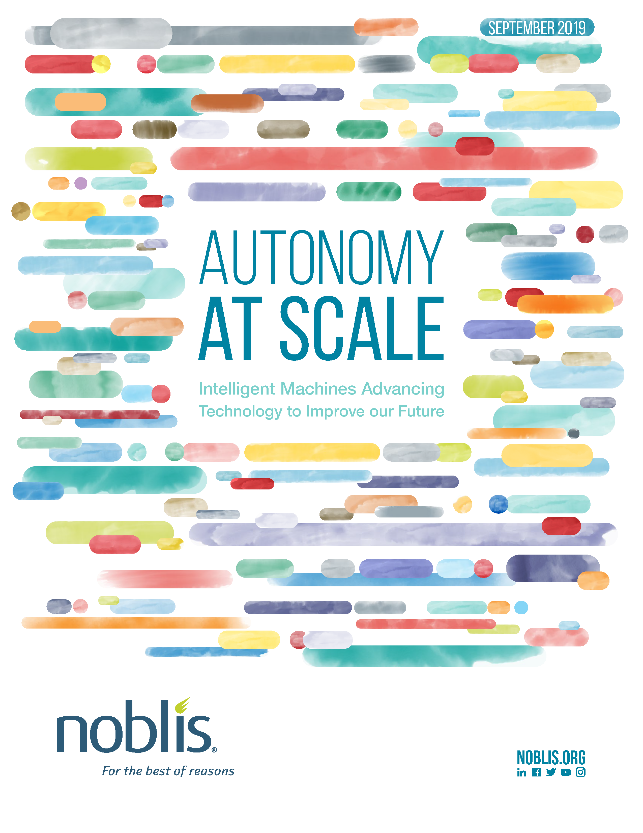 SEPTEMBER 2019
AUTONOMY
AT SCALE
Intelligent Machines Advancing
Technology to Improve our Future
noblis®
For the best of reasons
NOBLIS.ORG